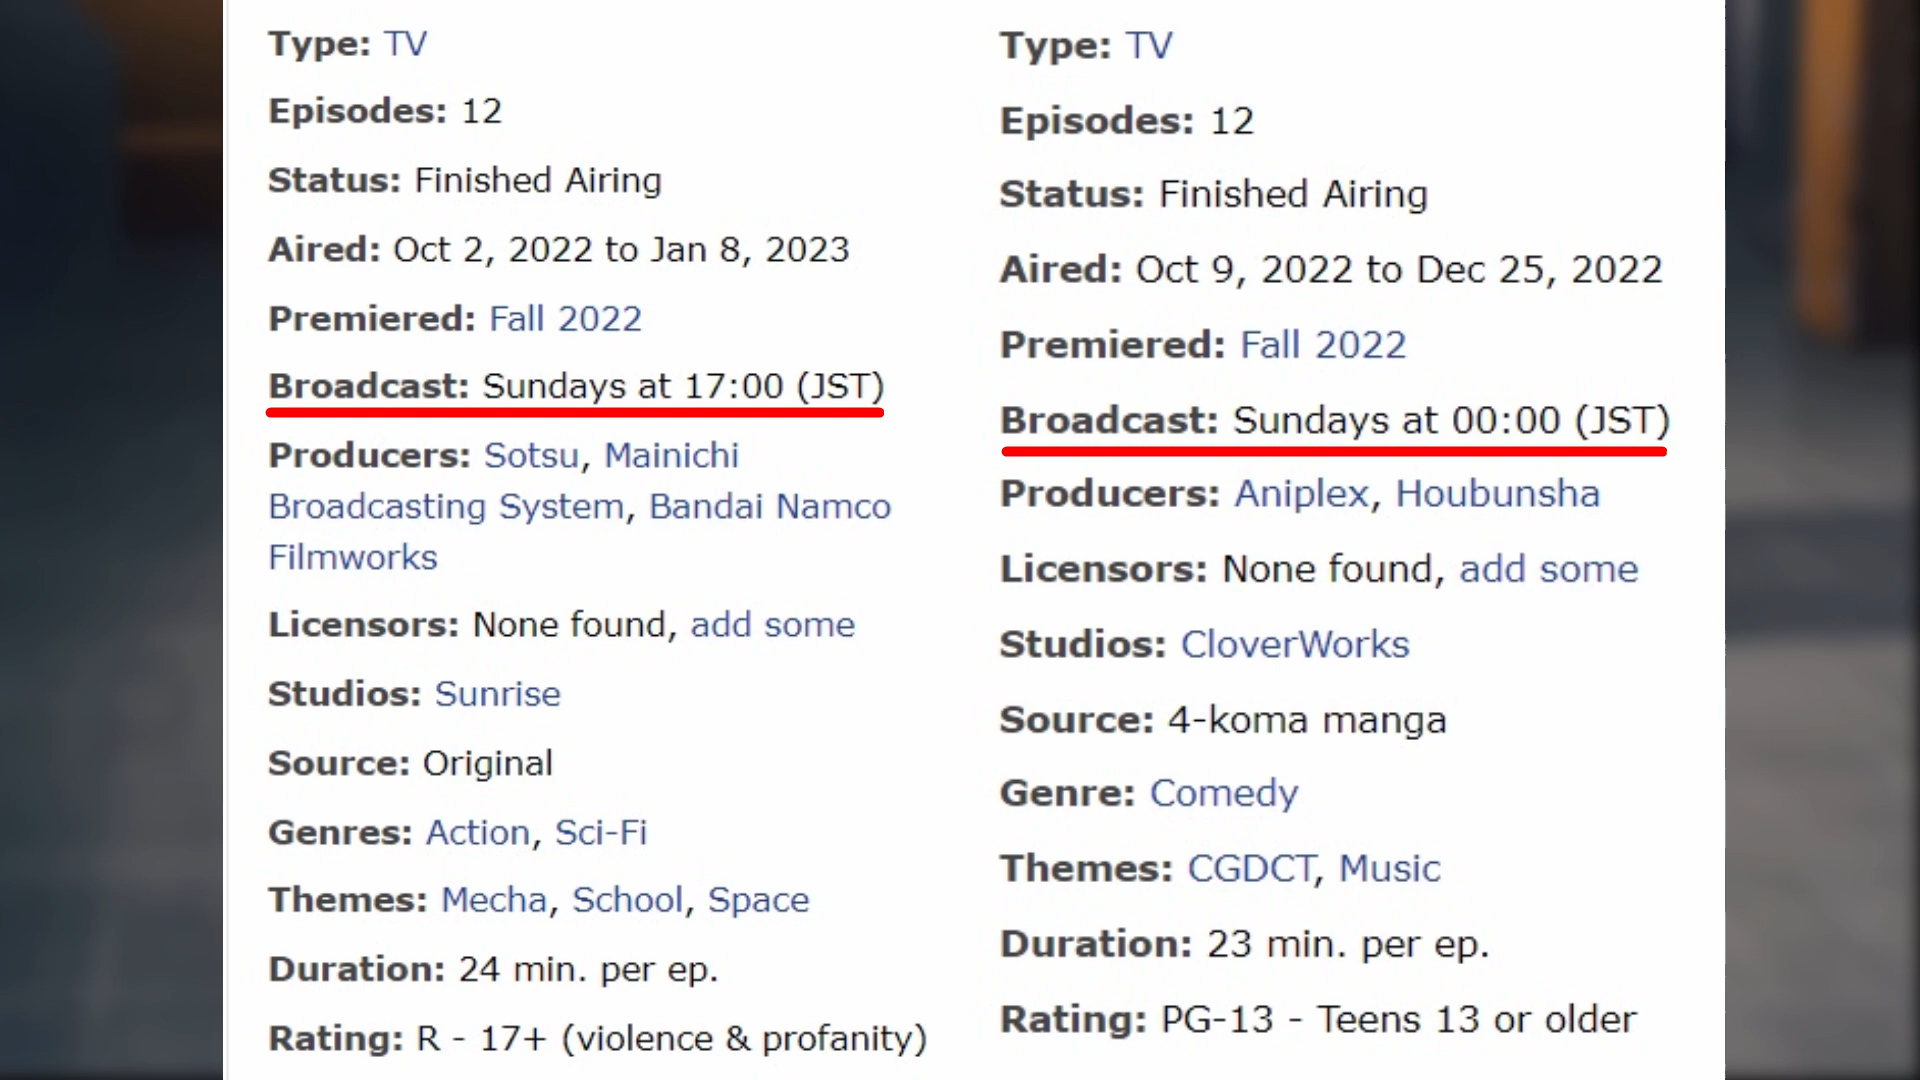 Type: TV
Episodes: 12
Status: Finished Airing
Aired: Oct 2, 2022 to Jan 8, 2023
Premiered: Fall 2022
Broadcast: Sundays at 17:00 (JST)
Producers: Sotsu, Mainichi
Broadcasting System, Bandai Namco
Filmworks
Licensors: None found, add some
Studios: Sunrise
Source: Original
Genres: Action, Sci-Fi
Themes: Mecha, School, Space
Duration: 24 min. per ep.
Rating: R - 17+ (violence & profanity)
Type: TV
Episodes: 12
Status: Finished Airing
Aired: Oct 9, 2022 to Dec 25, 2022
Premiered: Fall 2022
Broadcast: Sundays at 00:00 (JST)
Producers: Aniplex, Houbunsha
Licensors: None found, add some
Studios: CloverWorks
Source: 4-koma manga
Genre: Comedy
Themes: CGDCT, Music
Duration: 23 min. per ep.
Rating: PG-13 - Teens 13 or older